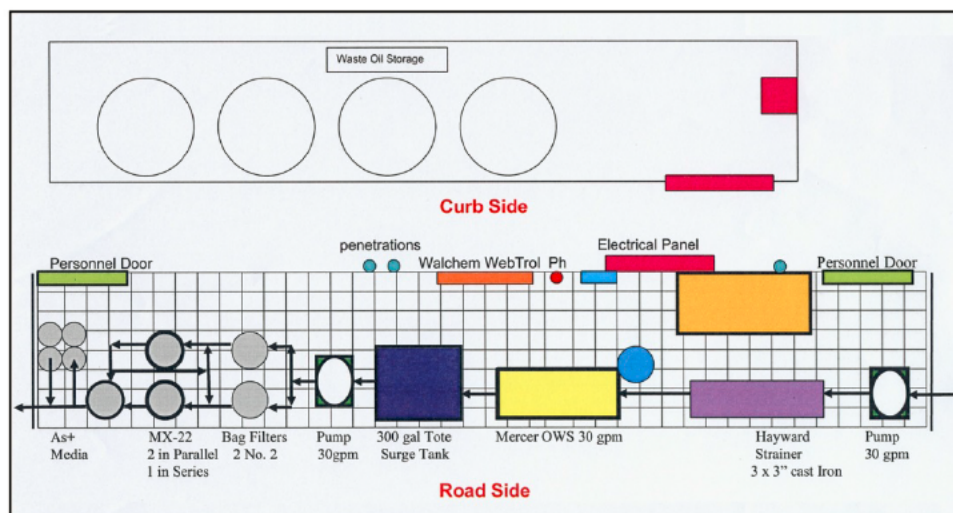 Waste Oil Storage
Curb Side
penetrations
Electrical Panel
Personnel Door
Walchem WebTrol
Ph
Personnel Door
As+
Media
MX-22
2 in Parallel
1 in Series
Bag Filters
2 No. 2
Pump
30gpm
300 gal Tote
Surge Tank
Mercer OWS 30 gpm
Hayward
Strainer
3 x 3” cast Iron
Pump
30 gpm
Road Side